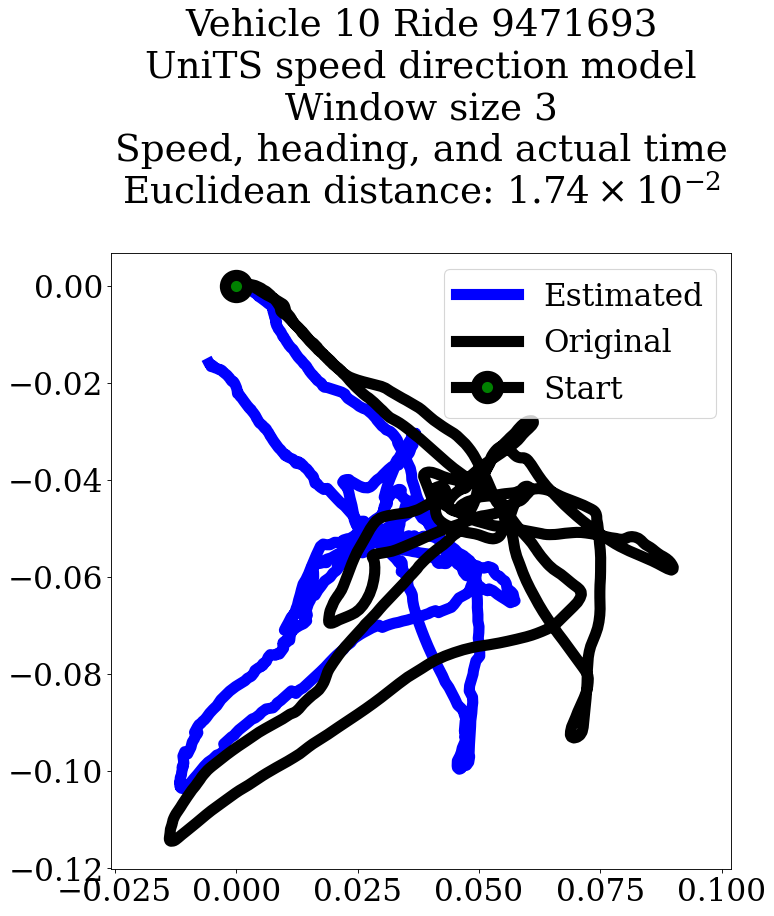 Vehicle 10 Ride 9471693
UniTS speed direction model
Window size 3
Speed, heading, and actual time
Euclidean distance: 1.74 × 10⁻²
Estimated
Original
Start
0.00
−0.02
−0.04
−0.06
−0.08
−0.10
−0.12
−0.025 0.000 0.025 0.050 0.075 0.100